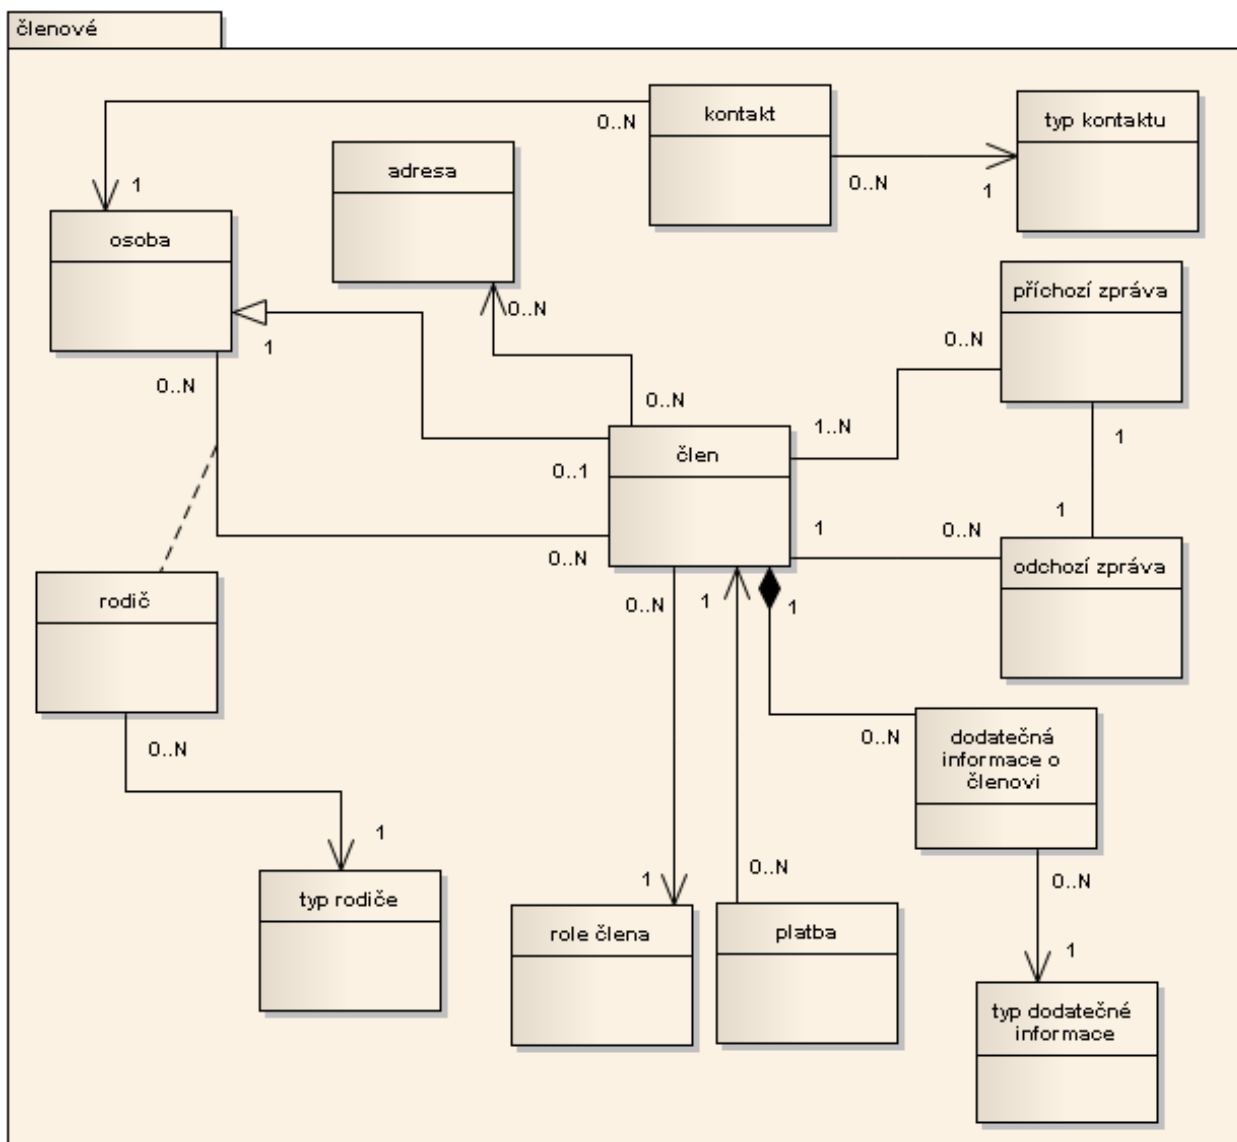 členové
kontakt
typ kontaktu
0..N
adresa
0..N
1
1
osoba
příchozí zpráva
0..N
1
0..N
0..N
0..N
1..N
1
člen
0..1
1
1
0..N
0..N
odchozí zpráva
rodič
0..N
1
1
0..N
0..N
dodatečná
informace o
členovi
1
0..N
0..N
1
typ rodiče
role člena
platba
1
typ dodatečné
informace